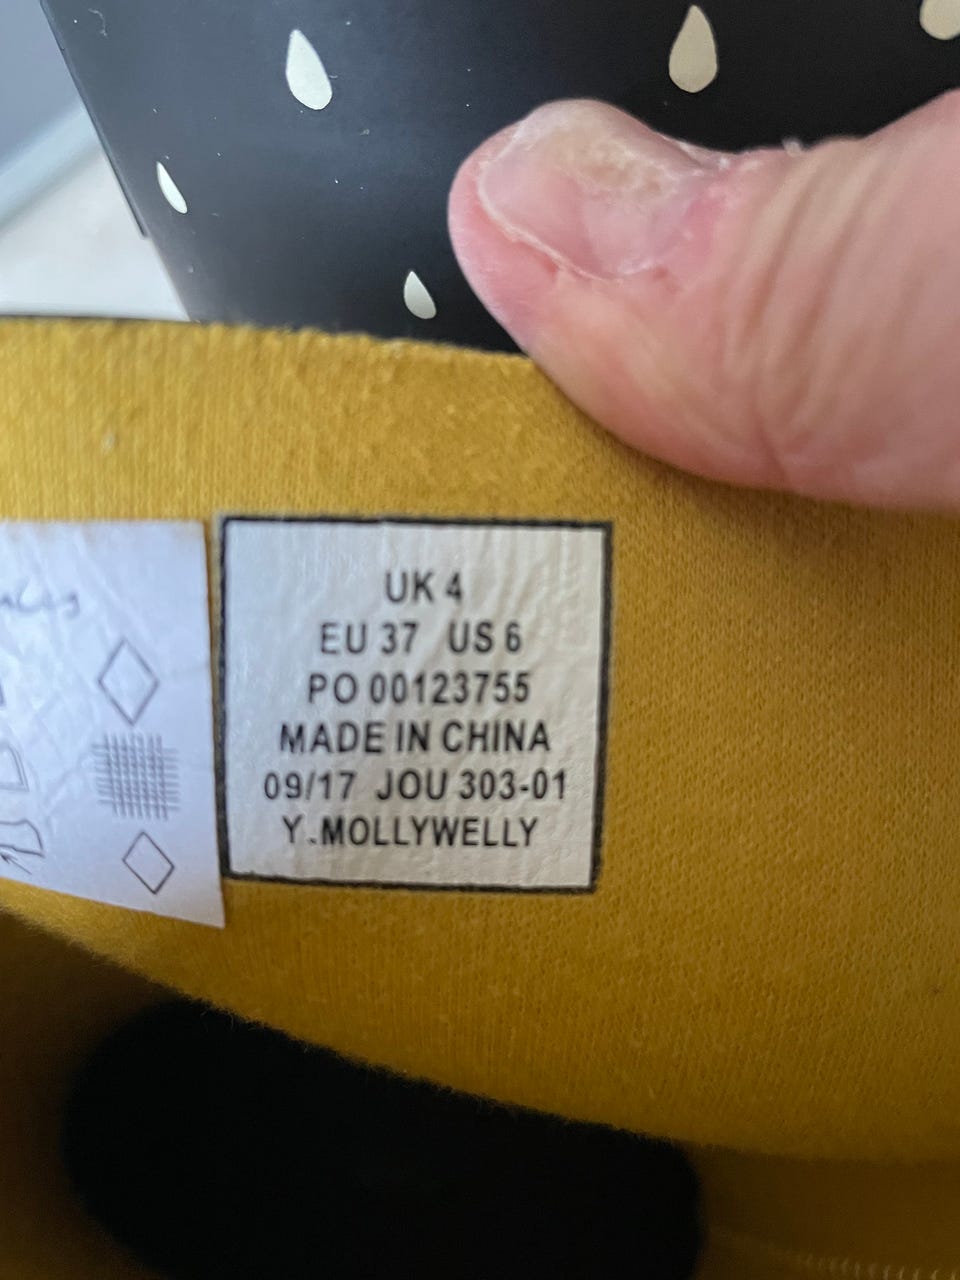 UK 4
EU 37 US 6
PO 00123755
MADE IN CHINA
09/17 JOU 303-01
Y.MOLLYWELLY